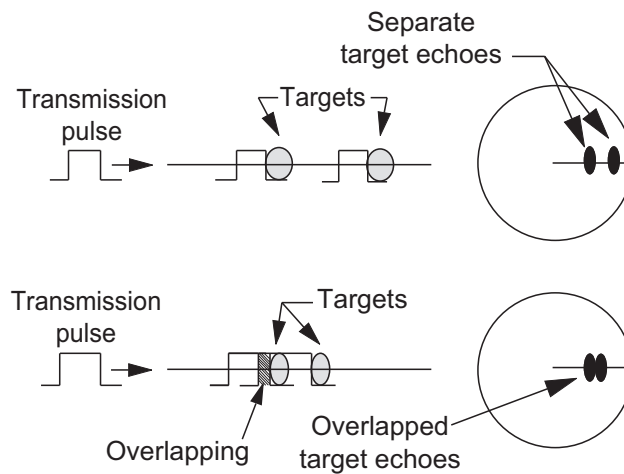 Separate
target echoes
Transmission
pulse
Targets
Transmission
pulse
Targets
Overlapping
Overlapped
target echoes